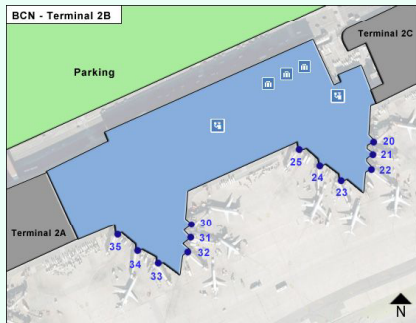 BCN - Terminal 2B
Terminal 2C
Parking
20
21
22
25
24
23
30
31
32
35
34
33
Terminal 2A
N